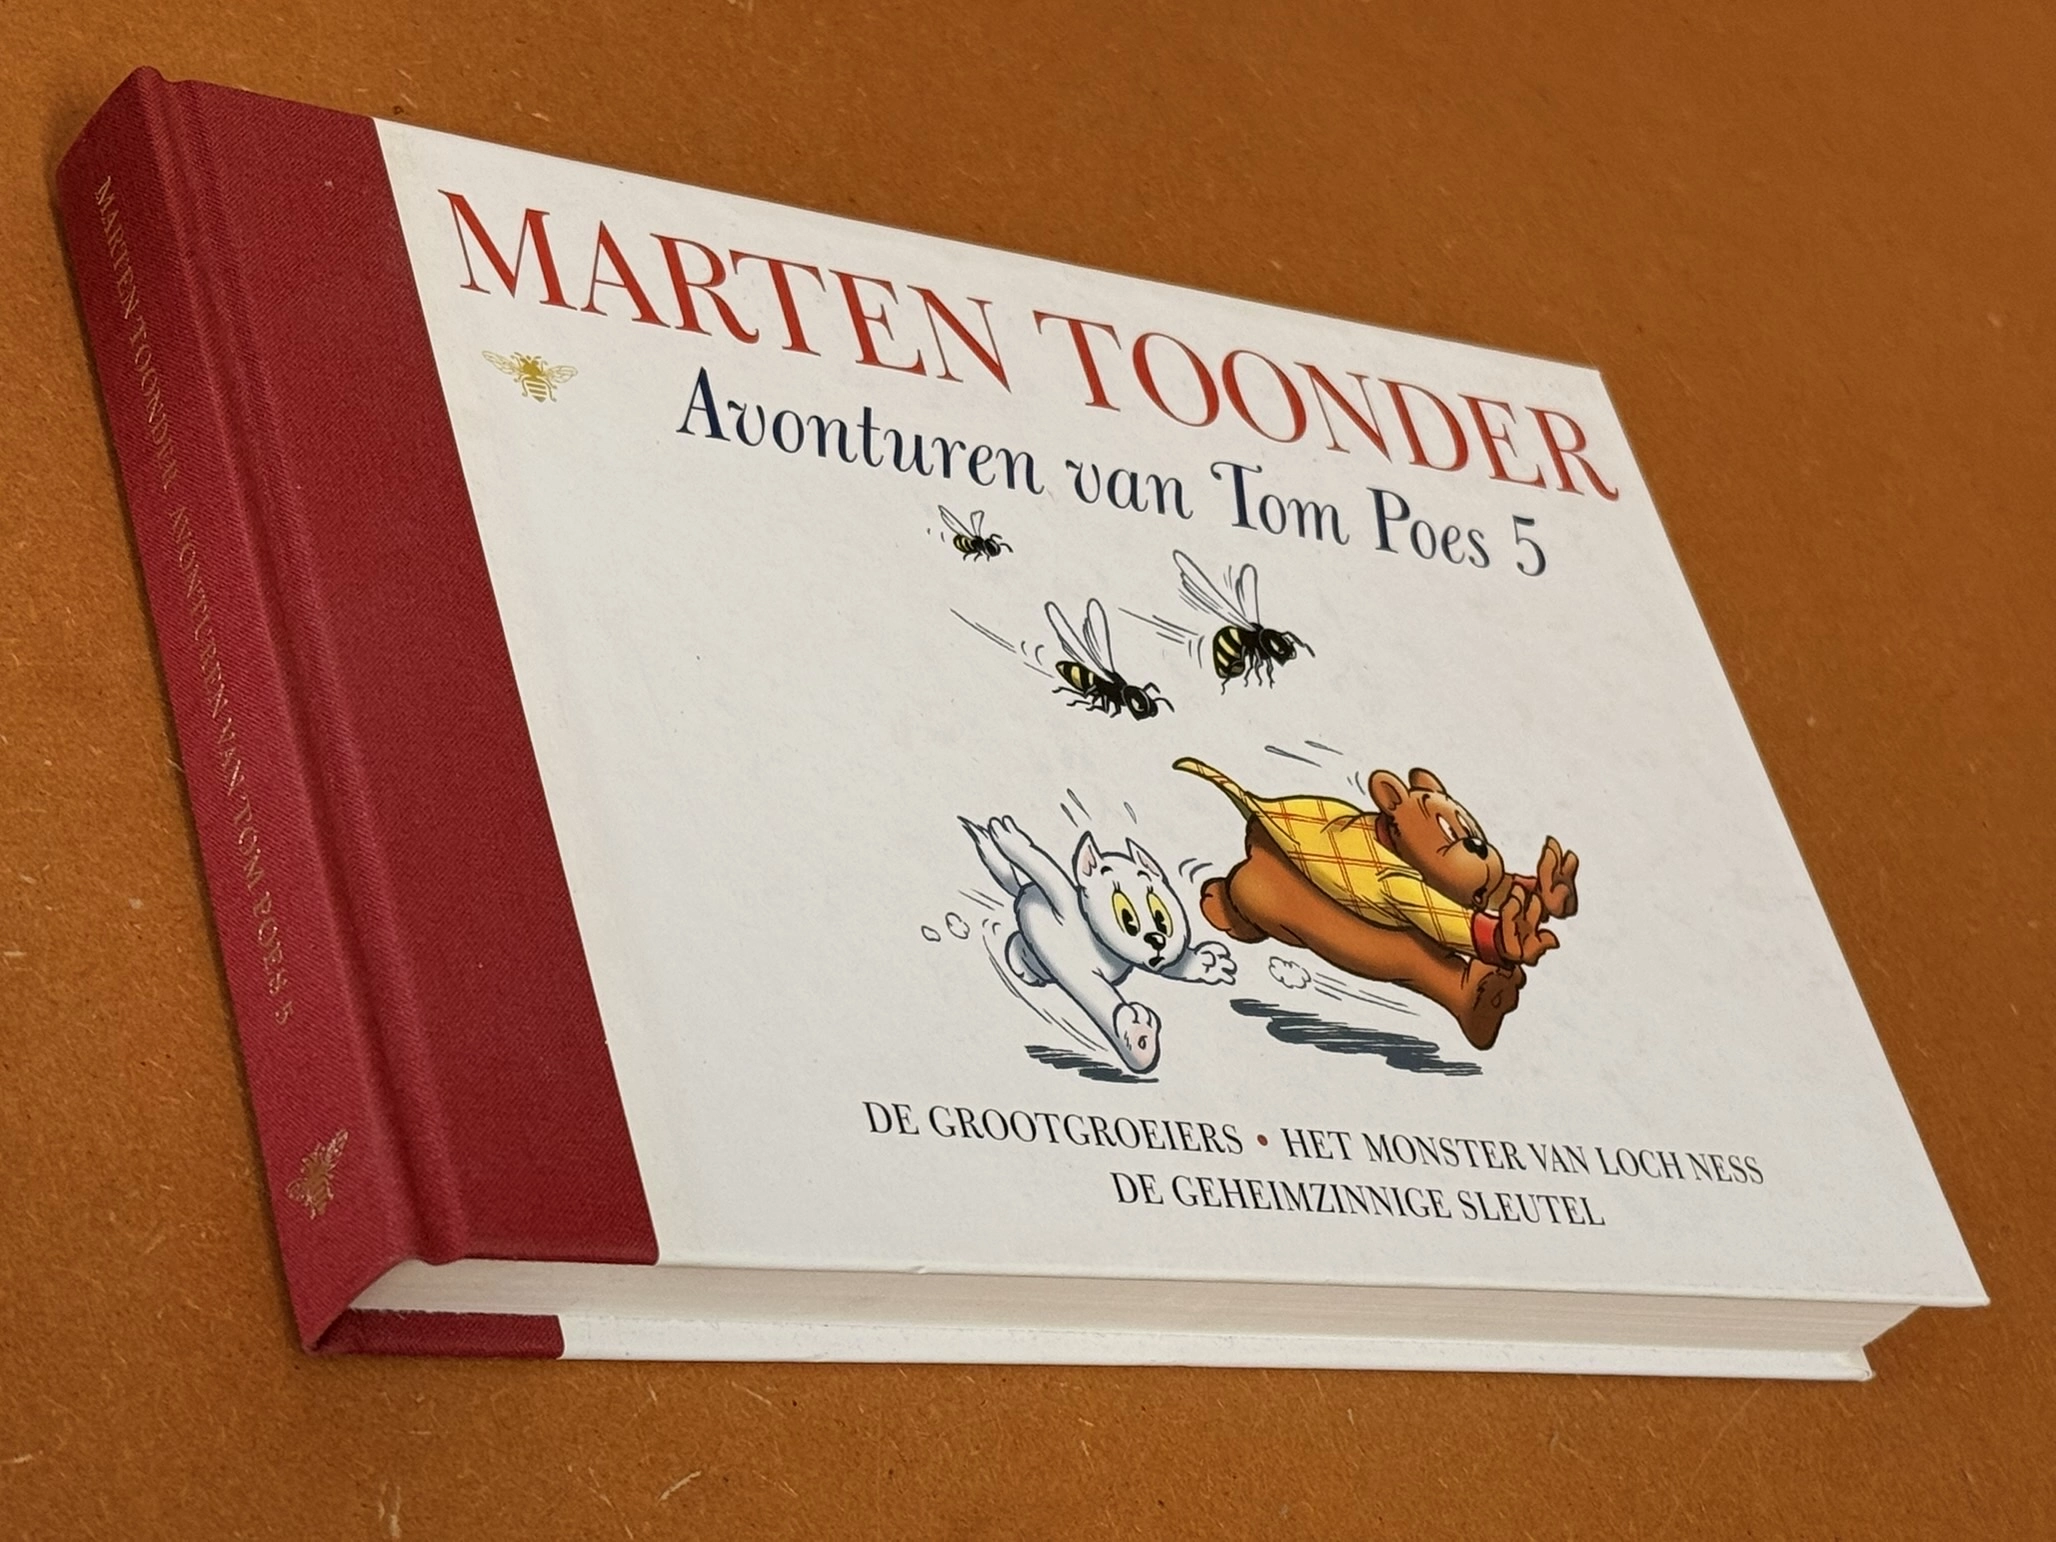 MARTEN TOONDER AVONTUREN VAN TOM POES 5
MARTEN TOONDER
Avonturen van Tom Poes 5
DE GROOTGROEIERS • HET MONSTER VAN LOCH NESS
DE GEHEIMZINNIGE SLEUTEL